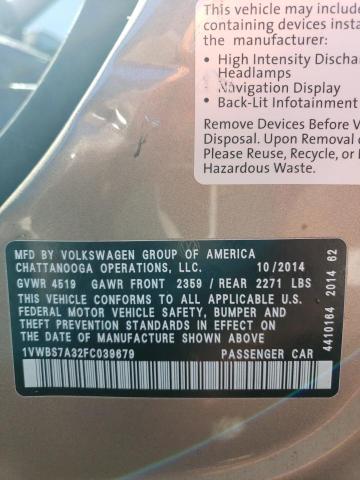 This vehicle may include
containing devices insta
the manufacturer:
• High Intensity Discha
Headlamps
• Navigation Display
• Back-Lit Infotainment
Remove Devices Before V
Disposal. Upon Removal
Please Reuse, Recycle, or
Hazardous Waste.
MFD BY VOLKSWAGEN GROUP OF AMERICA
CHATTANOOGA OPERATIONS, LLC. 10/2014
GVWR 4519 GAWR FRONT 2359 / REAR 2271 LBS
THIS VEHICLE CONFORMS TO ALL APPLICABLE U.S.
FEDERAL MOTOR VEHICLE SAFETY, BUMPER AND
THEFT PREVENTION STANDARDS IN EFFECT ON
THE DATE OF MANUFACTURE SHOWN ABOVE
1VWBS7A32FC039679 PASSENGER CAR
4410164 2014 62